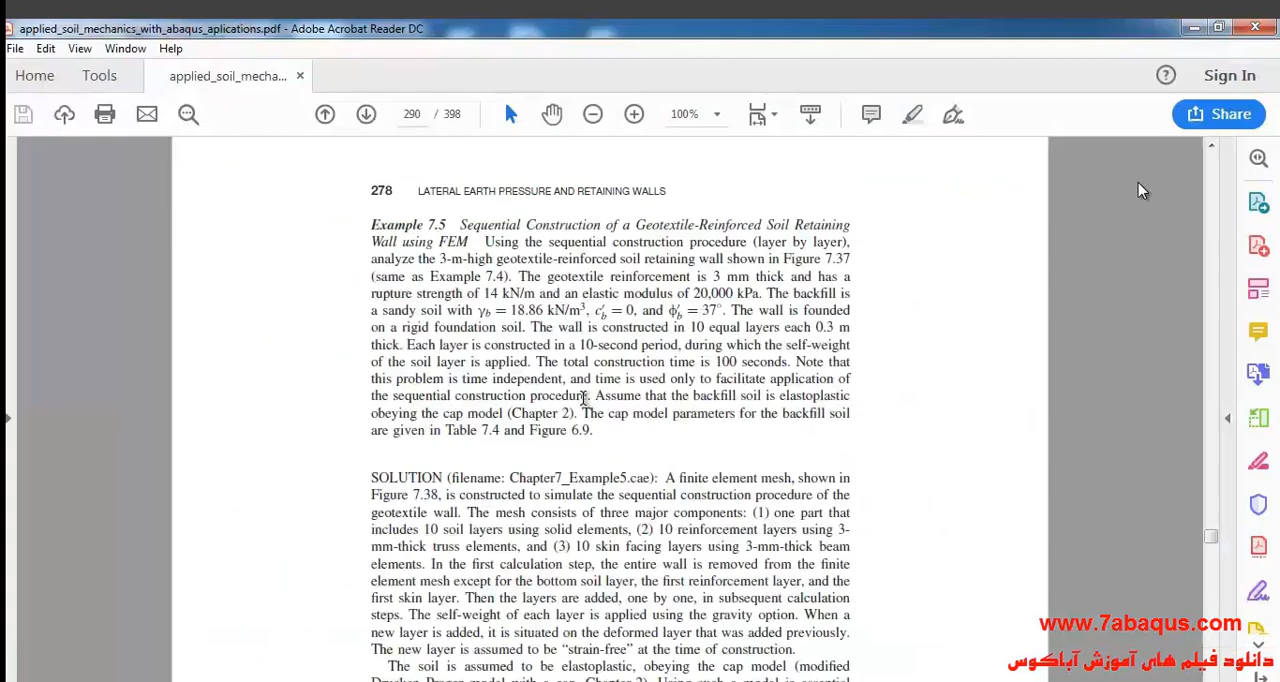 applied_soil_mechanics_with_abaqus_aplications.pdf - Adobe Acrobat Reader DC
File Edit View Window Help
Home Tools applied_soil_mecha... × Sign In
290 / 398 100% Share
278 LATERAL EARTH PRESSURE AND RETAINING WALLS
Example 7.5 Sequential Construction of a Geotextile-Reinforced Soil Retaining
Wall using FEM Using the sequential construction procedure (layer by layer),
analyze the 3-m-high geotextile-reinforced soil retaining wall shown in Figure 7.37
(same as Example 7.4). The geotextile reinforcement is 3 mm thick and has a
rupture strength of 14 kN/m and an elastic modulus of 20,000 kPa. The backfill is
a sandy soil with γb = 18.86 kN/m³, c′b = 0, and ϕ′b = 37°. The wall is founded
on a rigid foundation soil. The wall is constructed in 10 equal layers each 0.3 m
thick. Each layer is constructed in a 10-second period, during which the self-weight
of the soil layer is applied. The total construction time is 100 seconds. Note that
this problem is time independent, and time is used only to facilitate application of
the sequential construction procedure. Assume that the backfill soil is elastoplastic
obeying the cap model (Chapter 2). The cap model parameters for the backfill soil
are given in Table 7.4 and Figure 6.9.
SOLUTION (filename: Chapter7_Example5.cae): A finite element mesh, shown in
Figure 7.38, is constructed to simulate the sequential construction procedure of the
geotextile wall. The mesh consists of three major components: (1) one part that
includes 10 soil layers using solid elements, (2) 10 reinforcement layers using 3-
mm-thick truss elements, and (3) 10 skin facing layers using 3-mm-thick beam
elements. In the first calculation step, the entire wall is removed from the finite
element mesh except for the bottom soil layer, the first reinforcement layer, and the
first skin layer. Then the layers are added, one by one, in subsequent calculation
steps. The self-weight of each layer is applied using the gravity option. When a
new layer is added, it is situated on the deformed layer that was added previously.
The new layer is assumed to be “strain-free” at the time of construction.
The soil is assumed to be elastoplastic, obeying the cap model (modified
Drucker–Prager model with a cap, Chapter 2). Using such a model is essential
www.7abaqus.com
دانلود فیلم های آموزش آباکوس